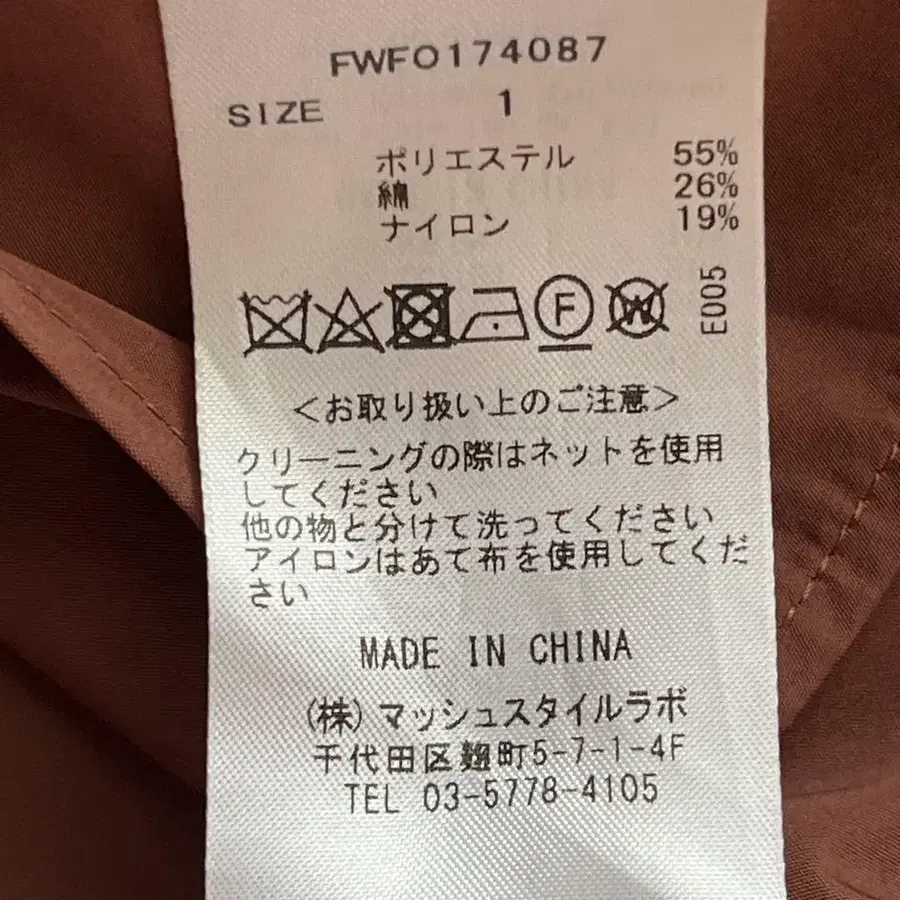 FWFO174087
SIZE 1
ポリエステル 55%
綿 26%
ナイロン 19%
F W E005
<お取り扱い上のご注意>
クリーニングの際はネットを使用
してください
他の物と分けて洗ってください
アイロンはあて布を使用してくだ
さい
MADE IN CHINA
(株)マッシュスタイルラボ
千代田区麹町5-7-1-4F
TEL 03-5778-4105